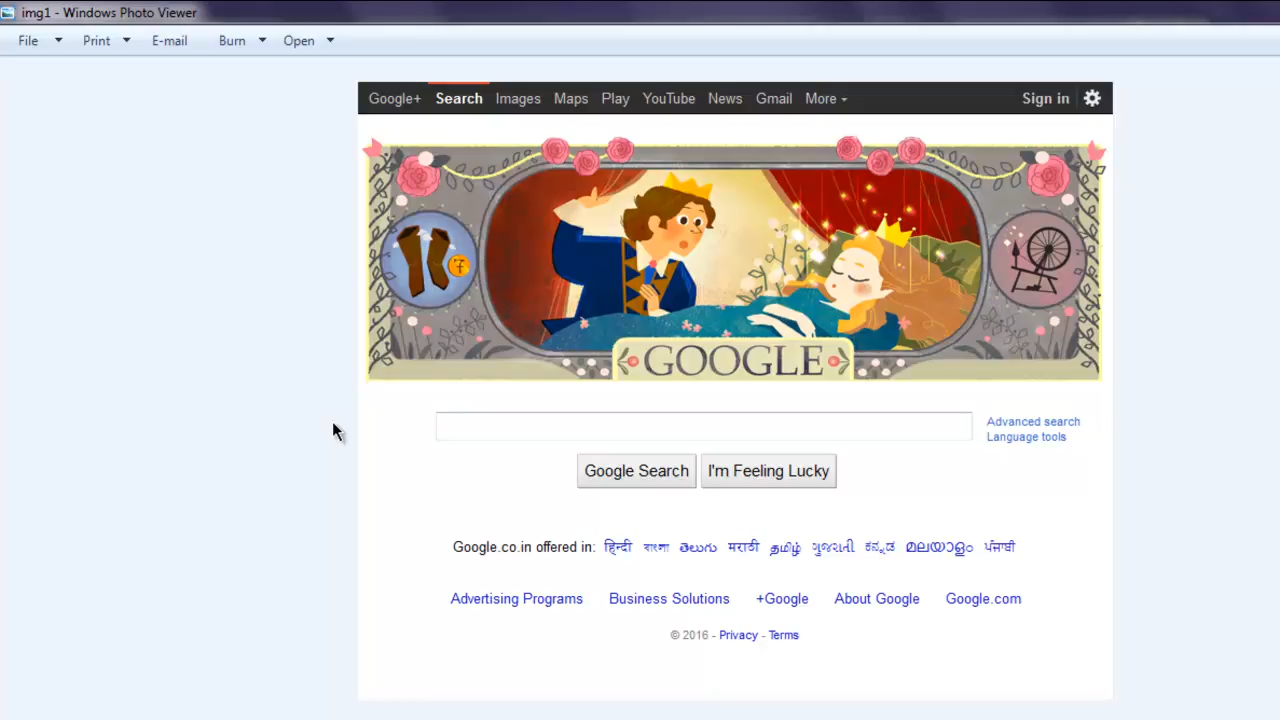 img1 - Windows Photo Viewer
File Print E-mail Burn Open
Google+ Search Images Maps Play YouTube News Gmail More Sign in
7
GOOGLE
Advanced search
Language tools
Google Search I'm Feeling Lucky
Google.co.in offered in: हिन्दी বাংলা తెలుగు मराठी தமிழ் ગુજરાતી ಕನ್ನಡ മലയാളം ਪੰਜਾਬੀ
Advertising Programs Business Solutions +Google About Google Google.com
© 2016 - Privacy - Terms